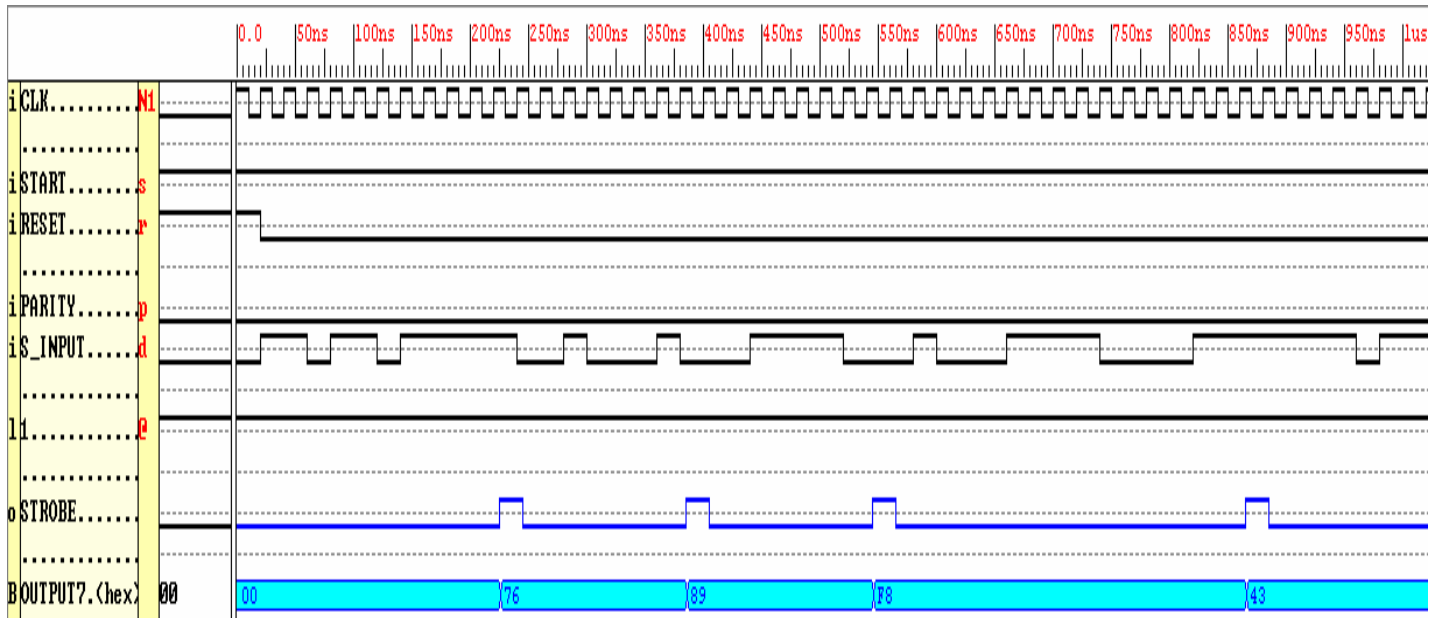 0.0 50ns 100ns 150ns 200ns 250ns 300ns 350ns 400ns 450ns 500ns 550ns 600ns 650ns 700ns 750ns 800ns 850ns 900ns 950ns 1us
iCLK..........N1
.............
iSTART........s
iRESET........r
.............
iPARITY.......p
iS_INPUT......d
.............
l1............@
.............
oSTROBE.......
.............
BOUTPUT7.(hex) 00 00 76 89 F8 43